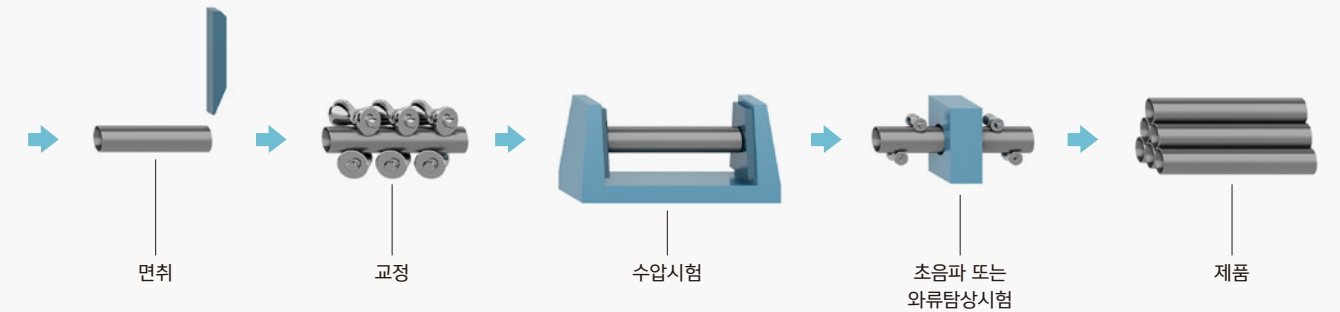 면취
교정
수압시험
초음파 또는
와류탐상시험
제품